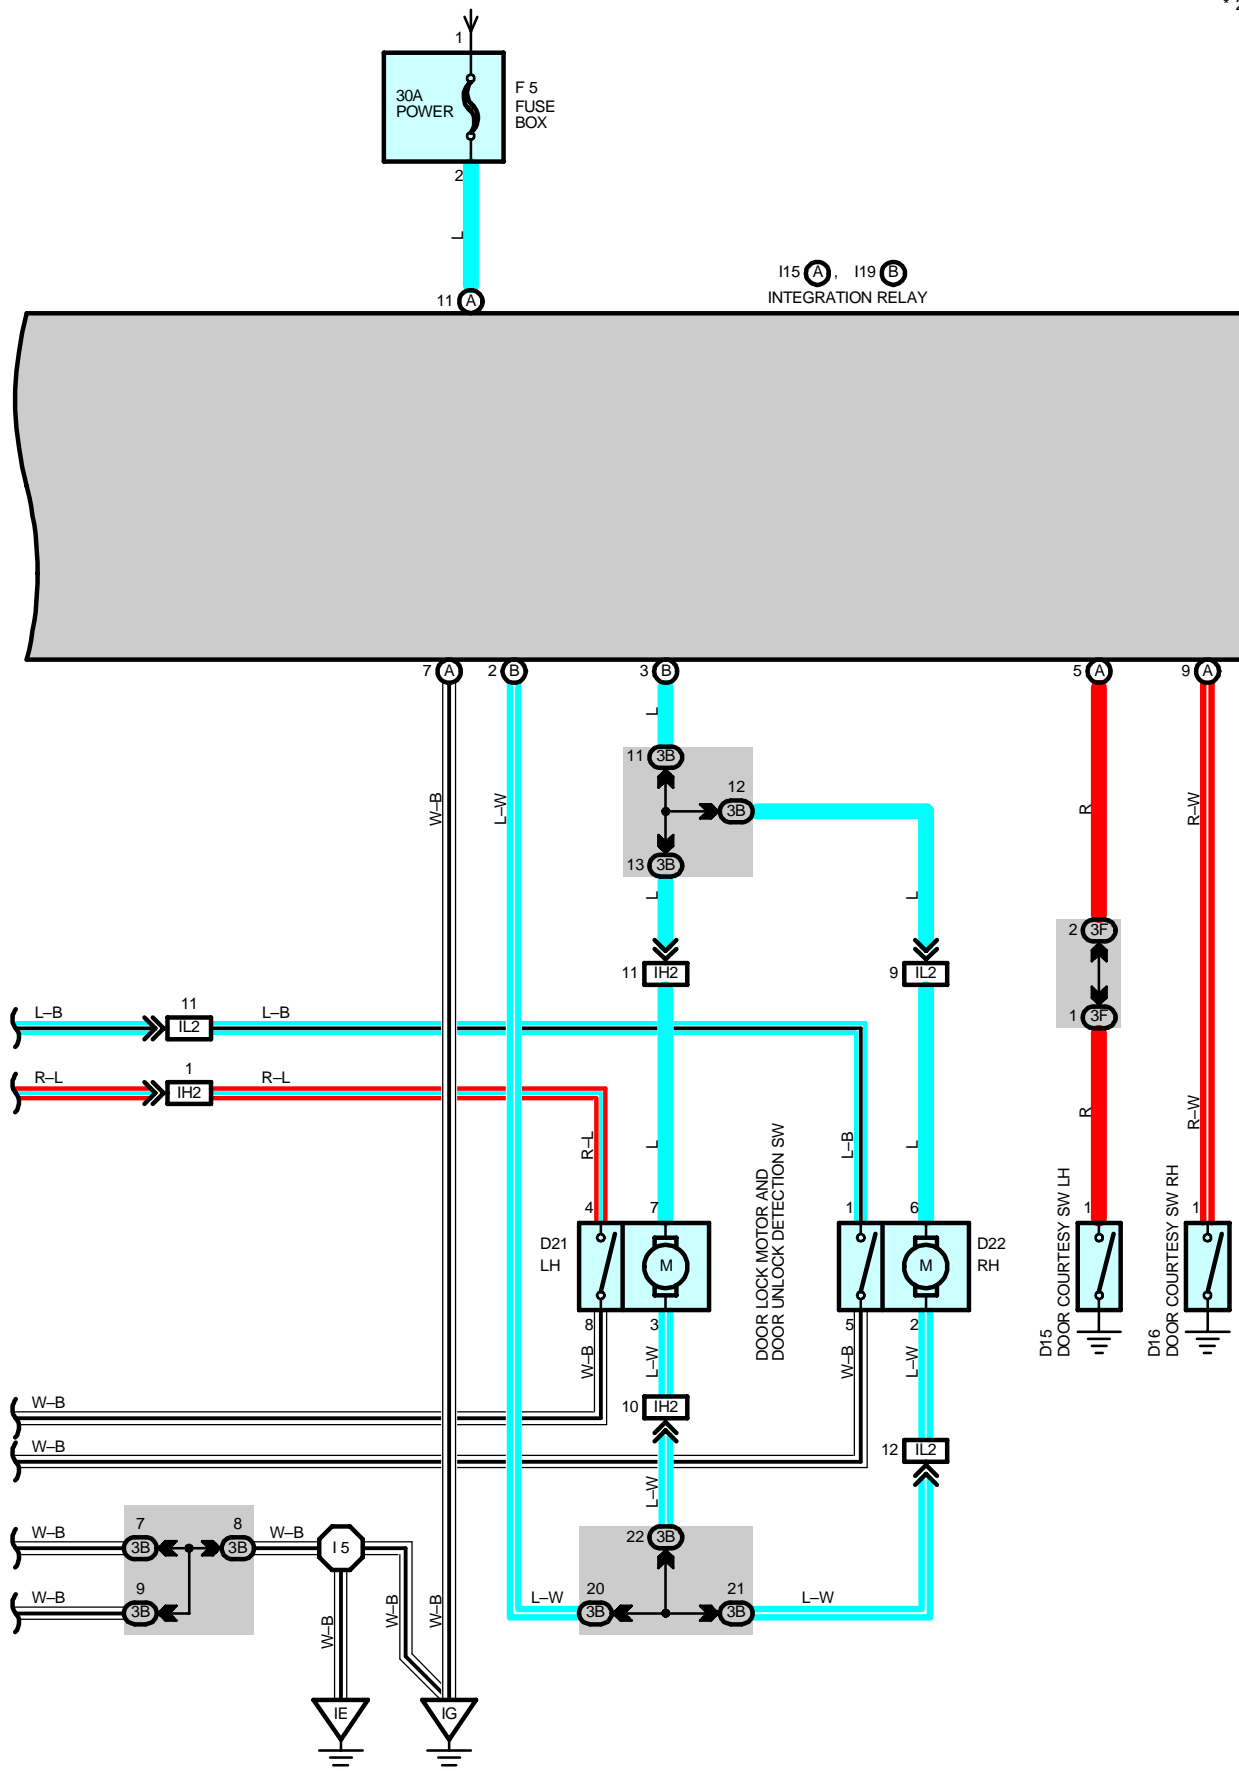 * 2
1
30A
POWER
F 5
FUSE
BOX
2
L
I15 A , I19 B
INTEGRATION RELAY
11 A
7 A
2 B
3 B
5 A
9 A
L
11 3B
12
3B
13 3B
W–B
L–W
R
R–W
L
L
2 3F
1 3F
11 IH2
9 IL2
L–B
11
IL2
L–B
R–L
1
IH2
R–L
R–L
L
L–B
L
R
R–W
DOOR LOCK MOTOR AND
DOOR UNLOCK DETECTION SW
4
7
1
6
1
1
D21
LH
M
M
D22
RH
D15
DOOR COURTESY SW LH
D16
DOOR COURTESY SW RH
8
3
5
2
W–B
L–W
W–B
L–W
W–B
10 IH2
W–B
12 IL2
L–W
W–B
7
3B
8
3B
W–B
I 5
22 3B
W–B
9
3B
L–W
20
3B
21
3B
L–W
W–B
W–B
W–B
IE
IG